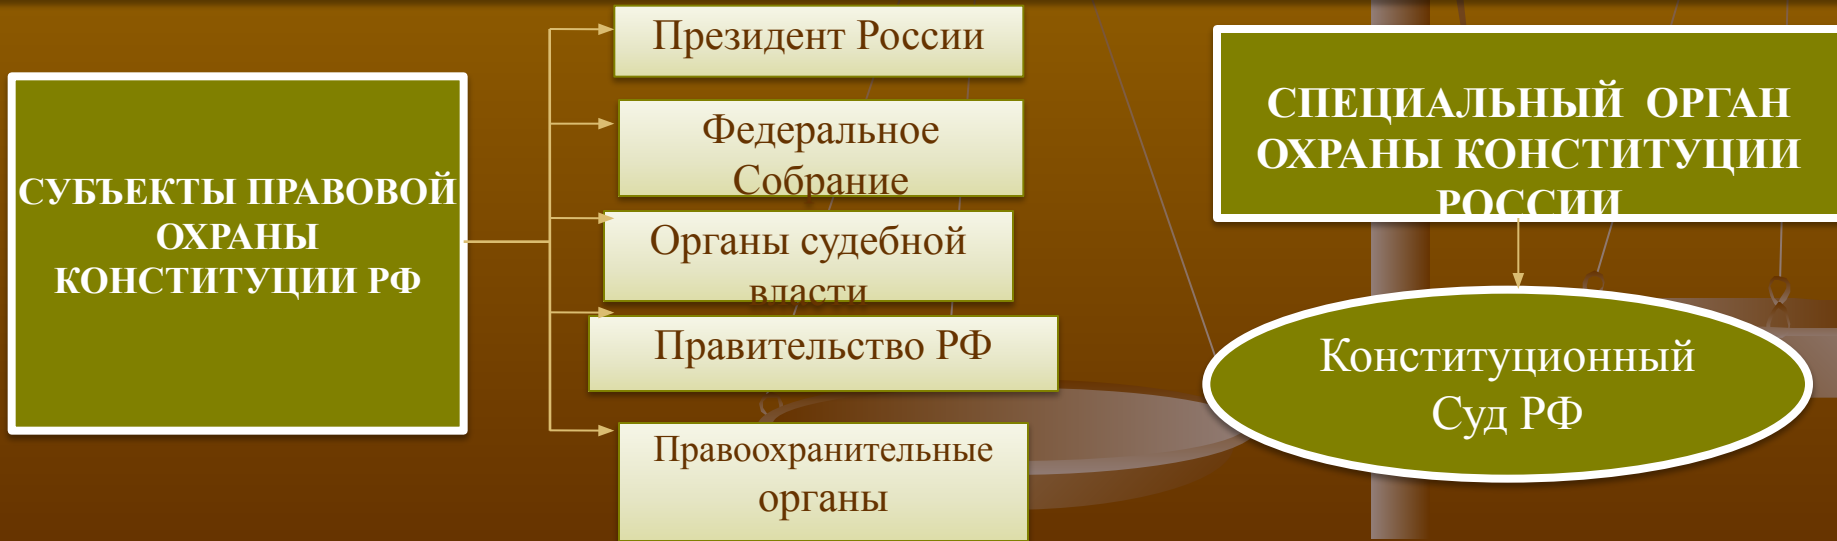 СУБЪЕКТЫ ПРАВОВОЙ
ОХРАНЫ
КОНСТИТУЦИИ РФ
Президент России
Федеральное
Собрание
Органы судебной
власти
Правительство РФ
Правоохранительные
органы
СПЕЦИАЛЬНЫЙ ОРГАН
ОХРАНЫ КОНСТИТУЦИИ
РОССИИ
Конституционный
Суд РФ